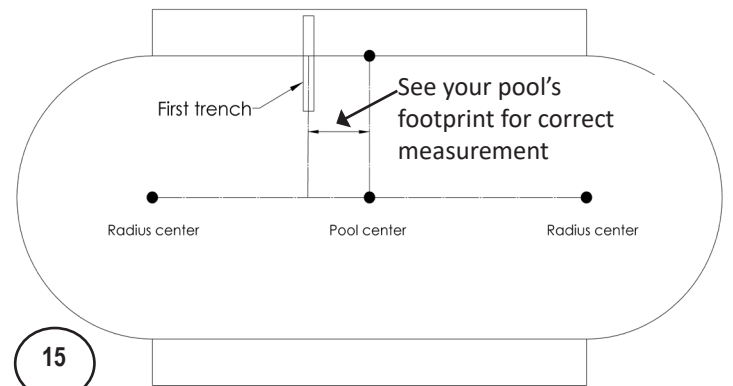 First trench
See your pool's
footprint for correct
measurement
Radius center
Pool center
Radius center
15